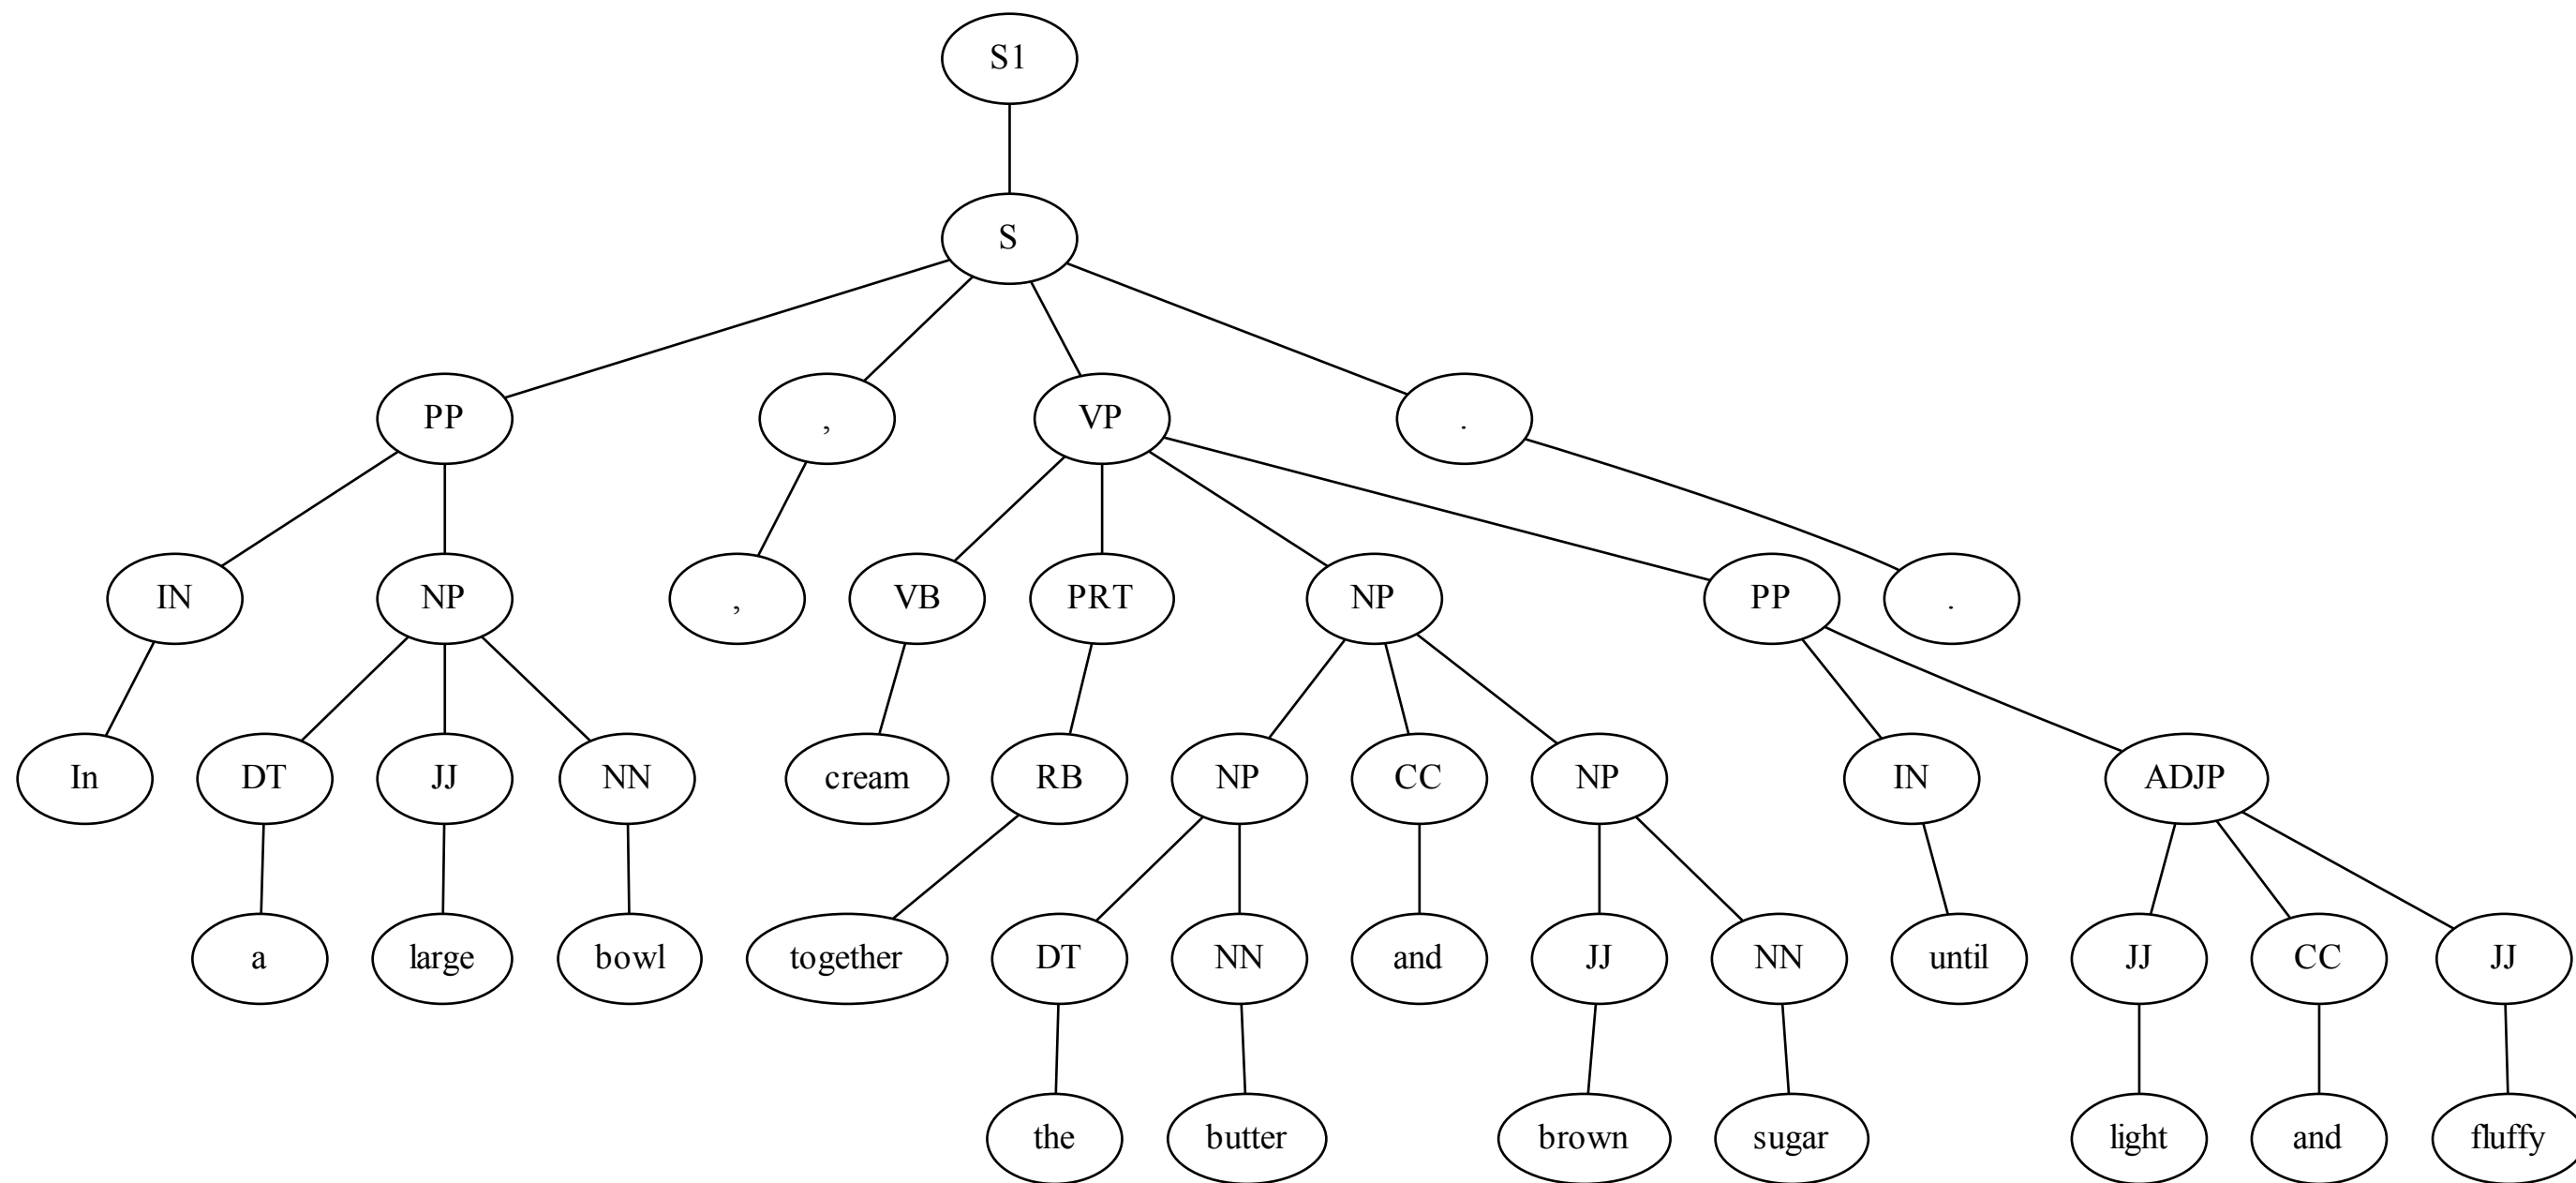 S1
S
PP , VP .
IN NP , VB PRT NP PP .
In DT JJ NN cream RB NP CC NP IN ADJP
a large bowl together DT NN and JJ NN until JJ CC JJ
the butter brown sugar light and fluffy